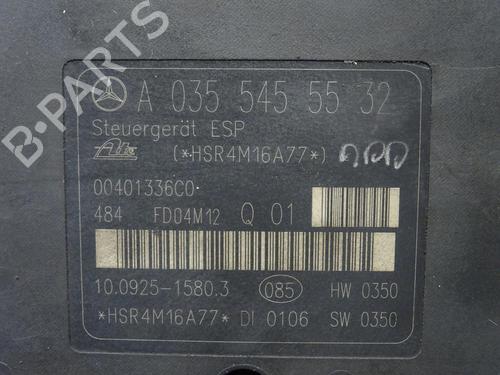 B-PARTS
A 035 545 55 32
Steuergerät ESP
Ate (*HSR4M16A77*)
00401336C0
484 FD04M12 Q 01
10.0925-1580.3 085 HW 0350
*HSR4M16A77* DI 0106 SW 0350